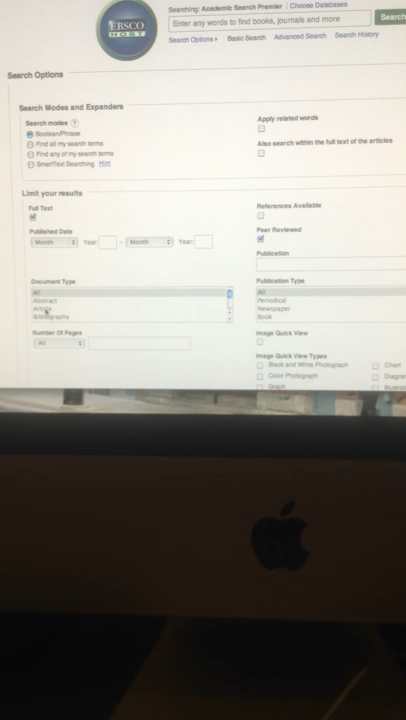 EBSCO
HOST
Searching: Academic Search Premier | Choose Databases
Enter any words to find books, journals and more
Search
Search Options Basic Search Advanced Search Search History
Search Options
Search Modes and Expanders
Search modes ?
Boolean/Phrase
Find all my search terms
Find any of my search terms
SmartText Searching Hint
Apply related words
Also search within the full text of the articles
Limit your results
Full Text
References Available
Published Date
Month Year: – Month Year:
Peer Reviewed
Publication
Document Type
All
Abstract
Article
Bibliography
Publication Type
All
Periodical
Newspaper
Book
Number Of Pages
All
Image Quick View
Image Quick View Types
Black and White Photograph Chart
Color Photograph
Graph